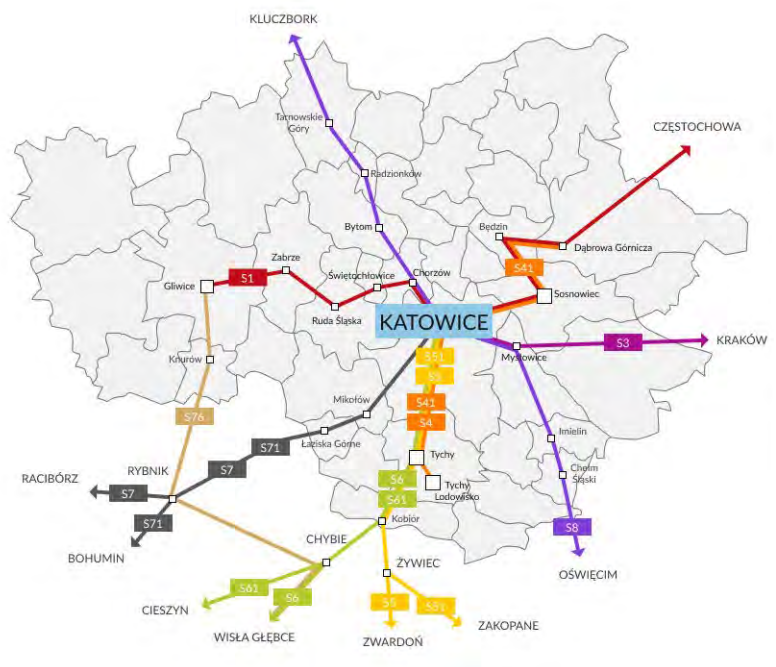 KLUCZBORK
Tarnowskie
Góry
CZĘSTOCHOWA
Radzionków
Bytom
Będzin
Dąbrowa Górnicza
Zabrze
S41
Gliwice
S1
Świętochłowice
Chorzów
Sosnowiec
Ruda Śląska
KATOWICE
S3
KRAKÓW
Mysłowice
S51
S5
Knurów
Mikołów
S41
S4
S76
Imielin
Łaziska Górne
S71
Tychy
Chełm
Śląski
RACIBÓRZ
RYBNIK
S7
S6
Tychy
Lodowisko
S7
S61
S71
Kobiór
S8
CHYBIE
BOHUMIN
ŻYWIEC
OŚWIĘCIM
S61
S6
S5
S51
CIESZYN
WISŁA GŁĘBCE
ZWARDOŃ
ZAKOPANE